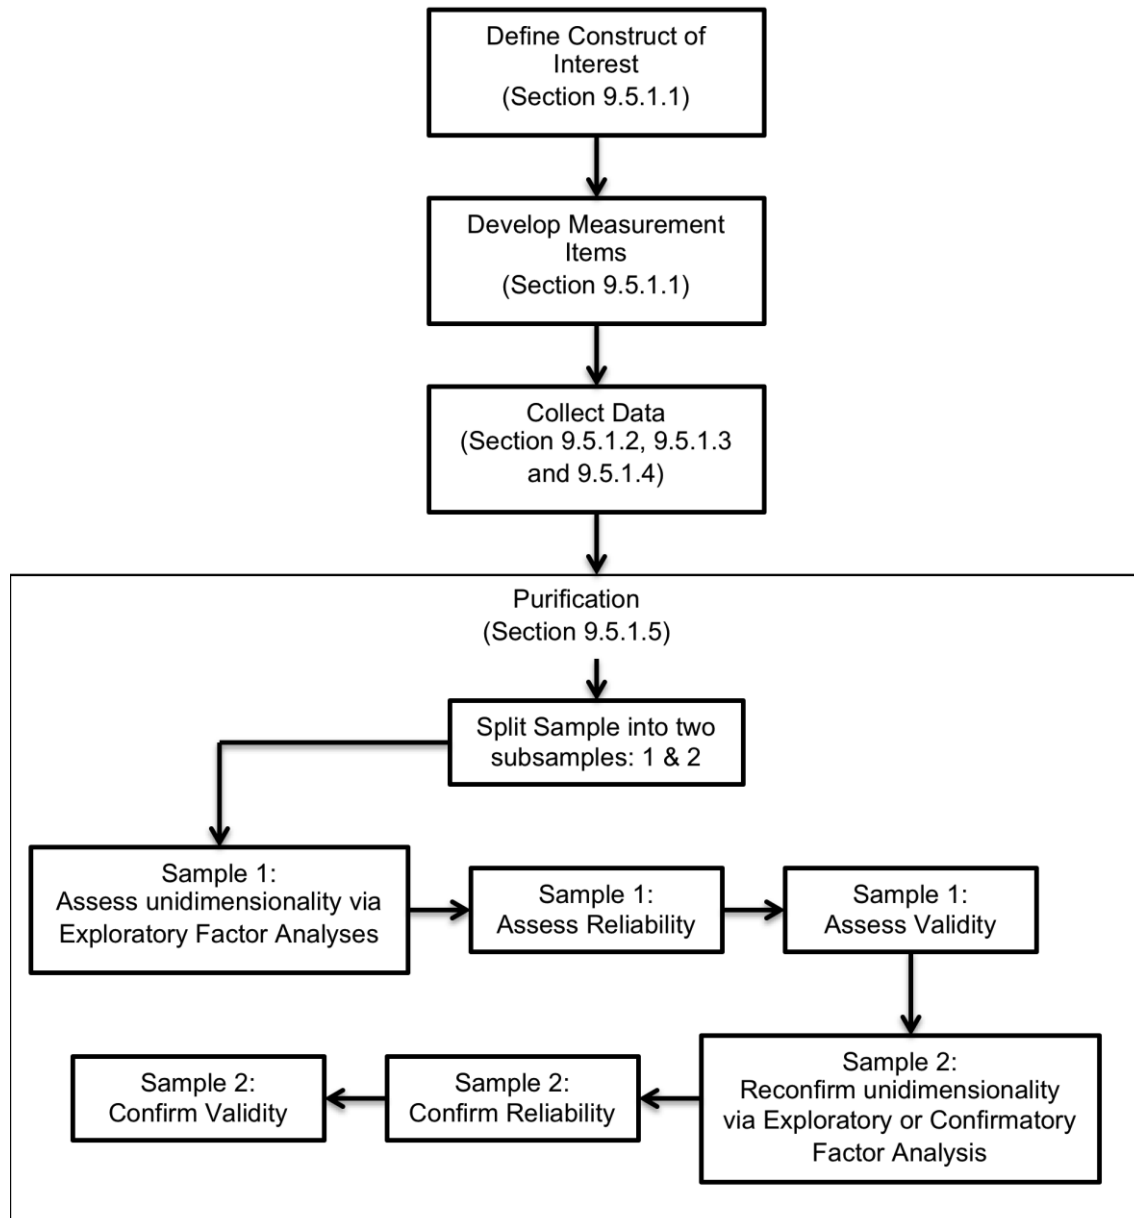 Define Construct of
Interest
(Section 9.5.1.1)
Develop Measurement
Items
(Section 9.5.1.1)
Collect Data
(Section 9.5.1.2, 9.5.1.3
and 9.5.1.4)
Purification
(Section 9.5.1.5)
Split Sample into two
subsamples: 1 & 2
Sample 1:
Assess unidimensionality via
Exploratory Factor Analyses
Sample 1:
Assess Reliability
Sample 1:
Assess Validity
Sample 2:
Reconfirm unidimensionality
via Exploratory or Confirmatory
Factor Analysis
Sample 2:
Confirm Reliability
Sample 2:
Confirm Validity